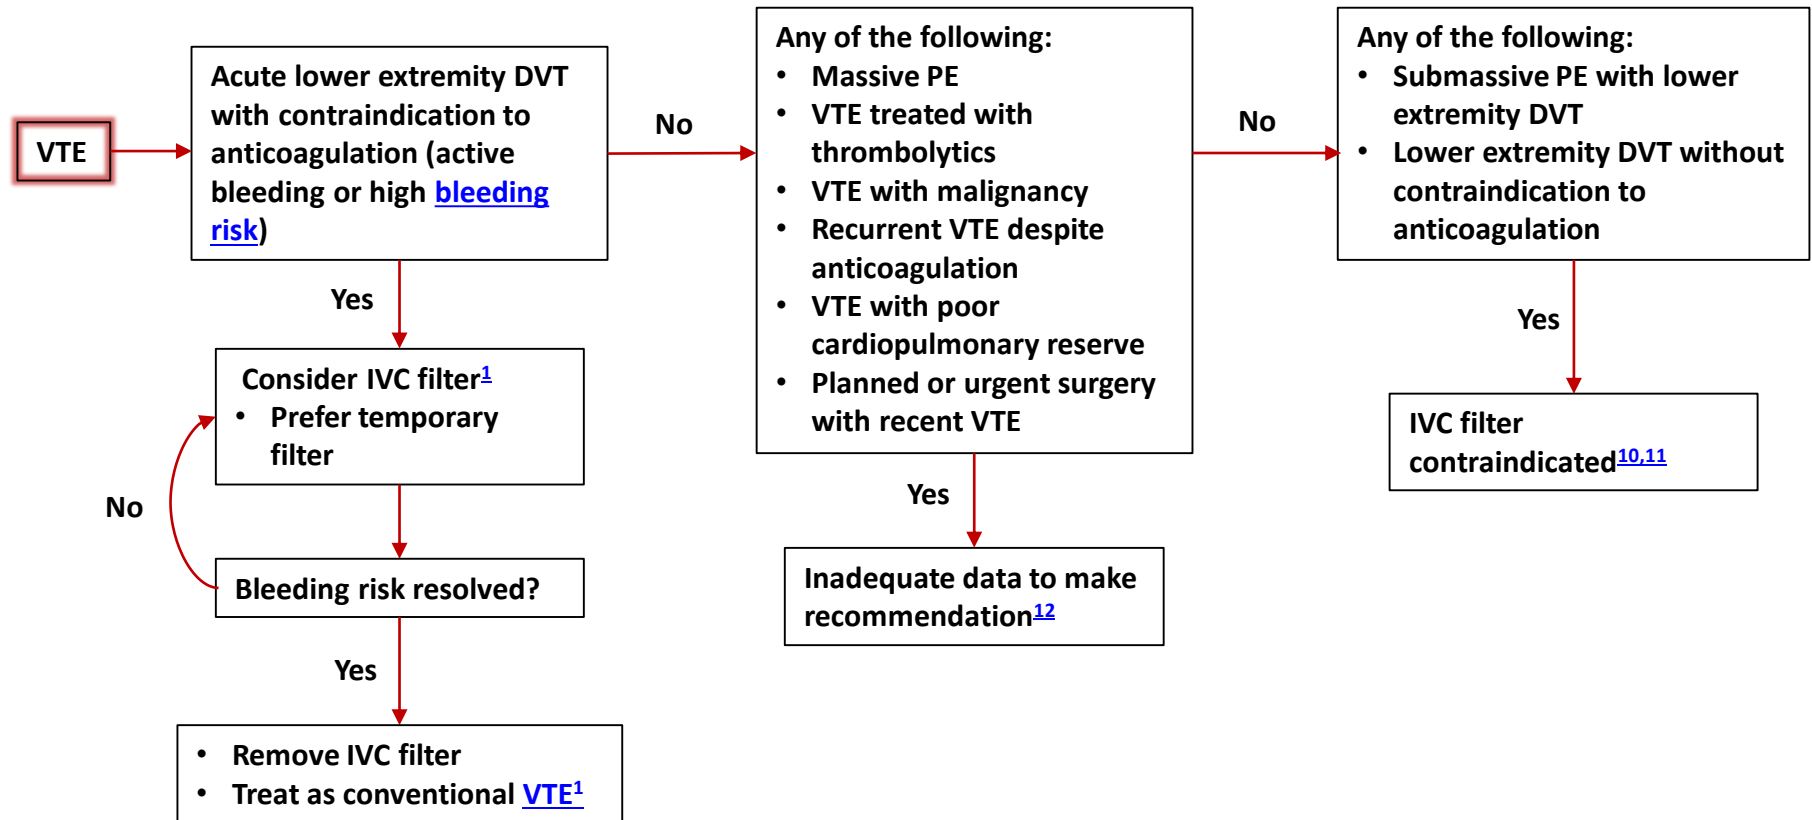 VTE
Acute lower extremity DVT
with contraindication to
anticoagulation (active
bleeding or high bleeding
risk)
No
Any of the following:
• Massive PE
• VTE treated with
thrombolytics
• VTE with malignancy
• Recurrent VTE despite
anticoagulation
• VTE with poor
cardiopulmonary reserve
• Planned or urgent surgery
with recent VTE
No
Any of the following:
• Submassive PE with lower
extremity DVT
• Lower extremity DVT without
contraindication to
anticoagulation
Yes
Consider IVC filter1
• Prefer temporary
filter
No
Bleeding risk resolved?
Yes
• Remove IVC filter
• Treat as conventional VTE1
Yes
Inadequate data to make
recommendation12
Yes
IVC filter
contraindicated10,11